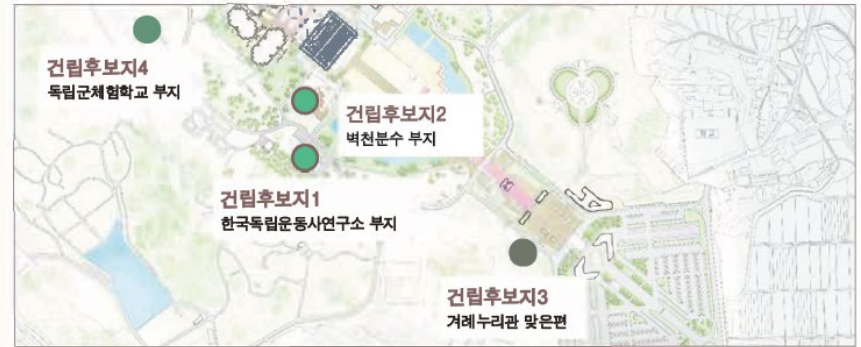 건립후보지4
독립군체험학교 부지
건립후보지2
벽천분수 부지
건립후보지1
한국독립운동사연구소 부지
건립후보지3
겨레누리관 맞은편